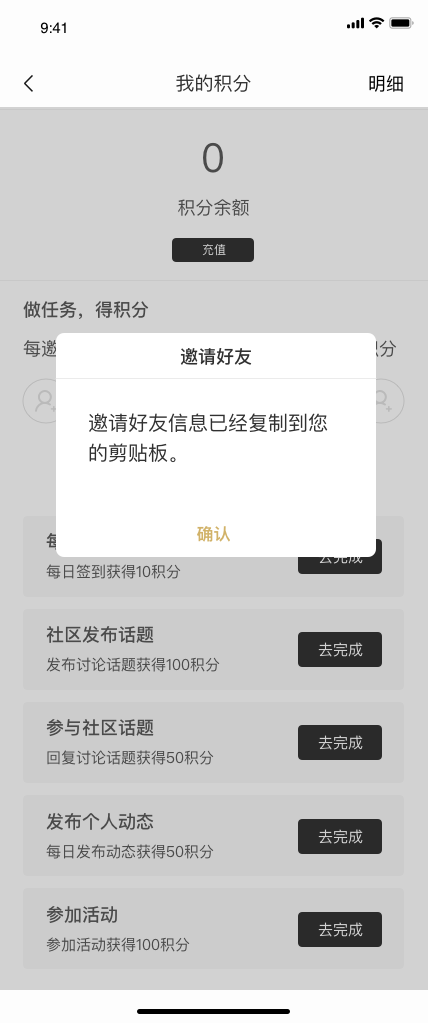 9:41
我的积分
明细
0
积分余额
充值
做任务，得积分
每邀
积分
邀请好友
邀请好友信息已经复制到您
的剪贴板。
确认
去完成
每日签到获得10积分
社区发布话题
发布讨论话题获得100积分
去完成
参与社区话题
回复讨论话题获得50积分
去完成
发布个人动态
每日发布动态获得50积分
去完成
参加活动
参加活动获得100积分
去完成